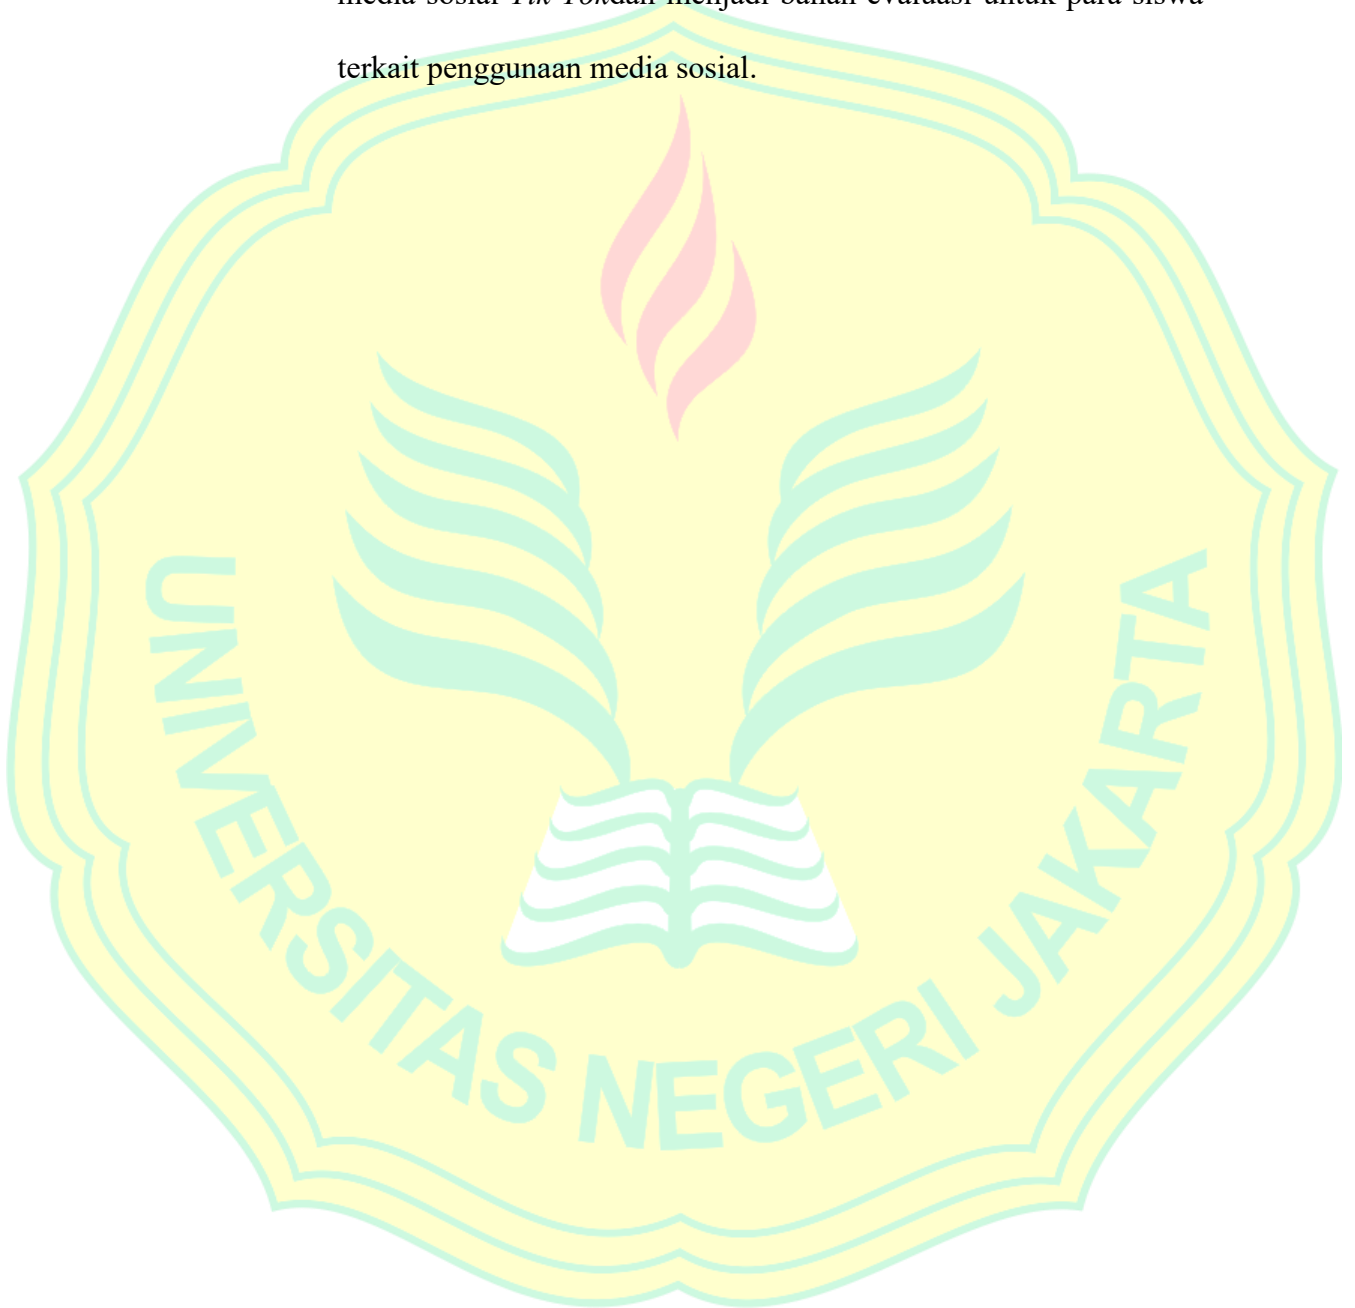 media sosial Tik Tokdan menjadi bahan evaluasi untuk para siswa
terkait penggunaan media sosial.
UNIVERSITAS NEGERI JAKARTA